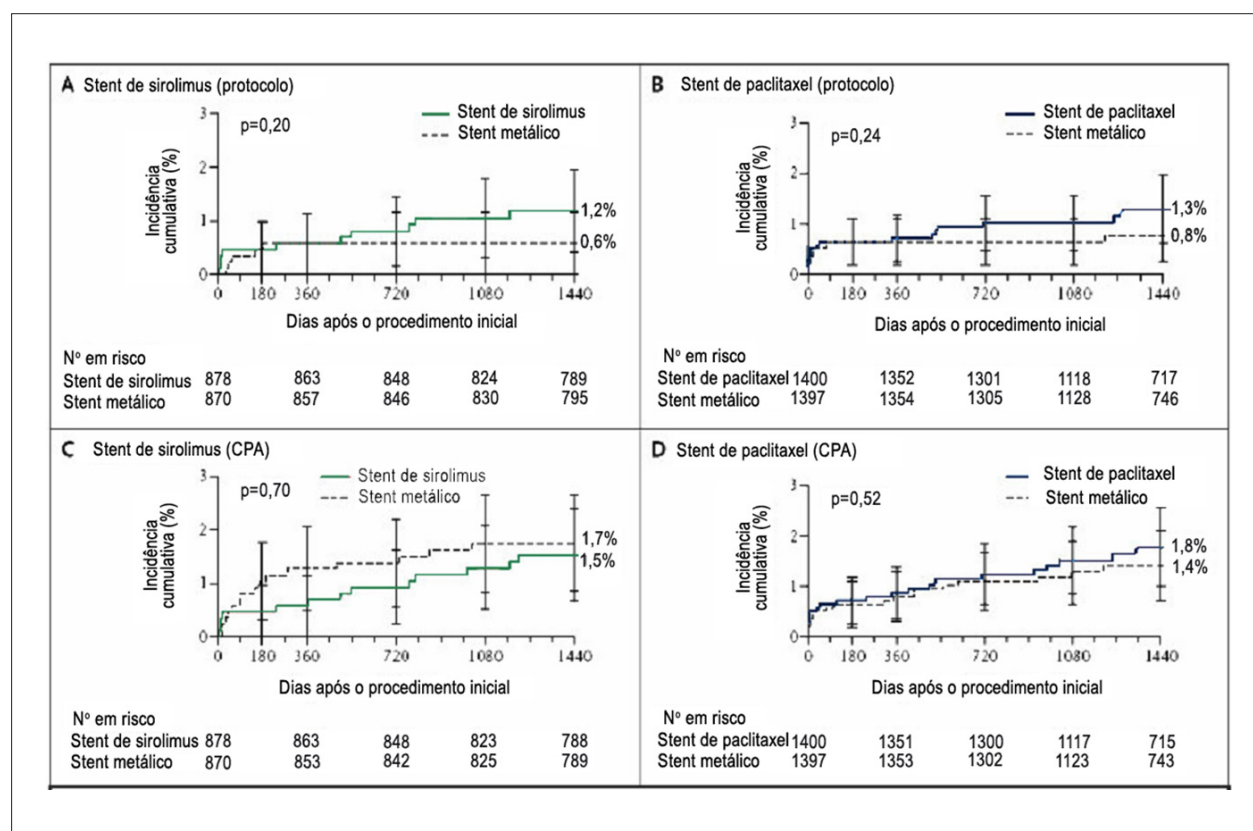 A Stent de sirolimus (protocolo)
p=0,20
Stent de sirolimus
Stent metálico
Incidência cumulativa (%)
3
2
1
0
1,2%
0,6%
0 180 360 720 1080 1440
Dias após o procedimento inicial
Nº em risco
Stent de sirolimus 878 863 848 824 789
Stent metálico 870 857 846 830 795
B Stent de paclitaxel (protocolo)
p=0,24
Stent de paclitaxel
Stent metálico
Incidência cumulativa (%)
3
2
1
0
1,3%
0,8%
0 180 360 720 1080 1440
Dias após o procedimento inicial
Nº em risco
Stent de paclitaxel 1400 1352 1301 1118 717
Stent metálico 1397 1354 1305 1128 746
C Stent de sirolimus (CPA)
p=0,70
Stent de sirolimus
Stent metálico
Incidência cumulativa (%)
3
2
1
0
1,7%
1,5%
0 180 360 720 1080 1440
Dias após o procedimento inicial
Nº em risco
Stent de sirolimus 878 863 848 823 788
Stent metálico 870 853 842 825 789
D Stent de paclitaxel (CPA)
p=0,52
Stent de paclitaxel
Stent metálico
Incidência cumulativa (%)
3
2
1
0
1,8%
1,4%
0 180 360 720 1080 1440
Dias após o procedimento inicial
Nº em risco
Stent de paclitaxel 1400 1351 1300 1117 715
Stent metálico 1397 1353 1302 1123 743